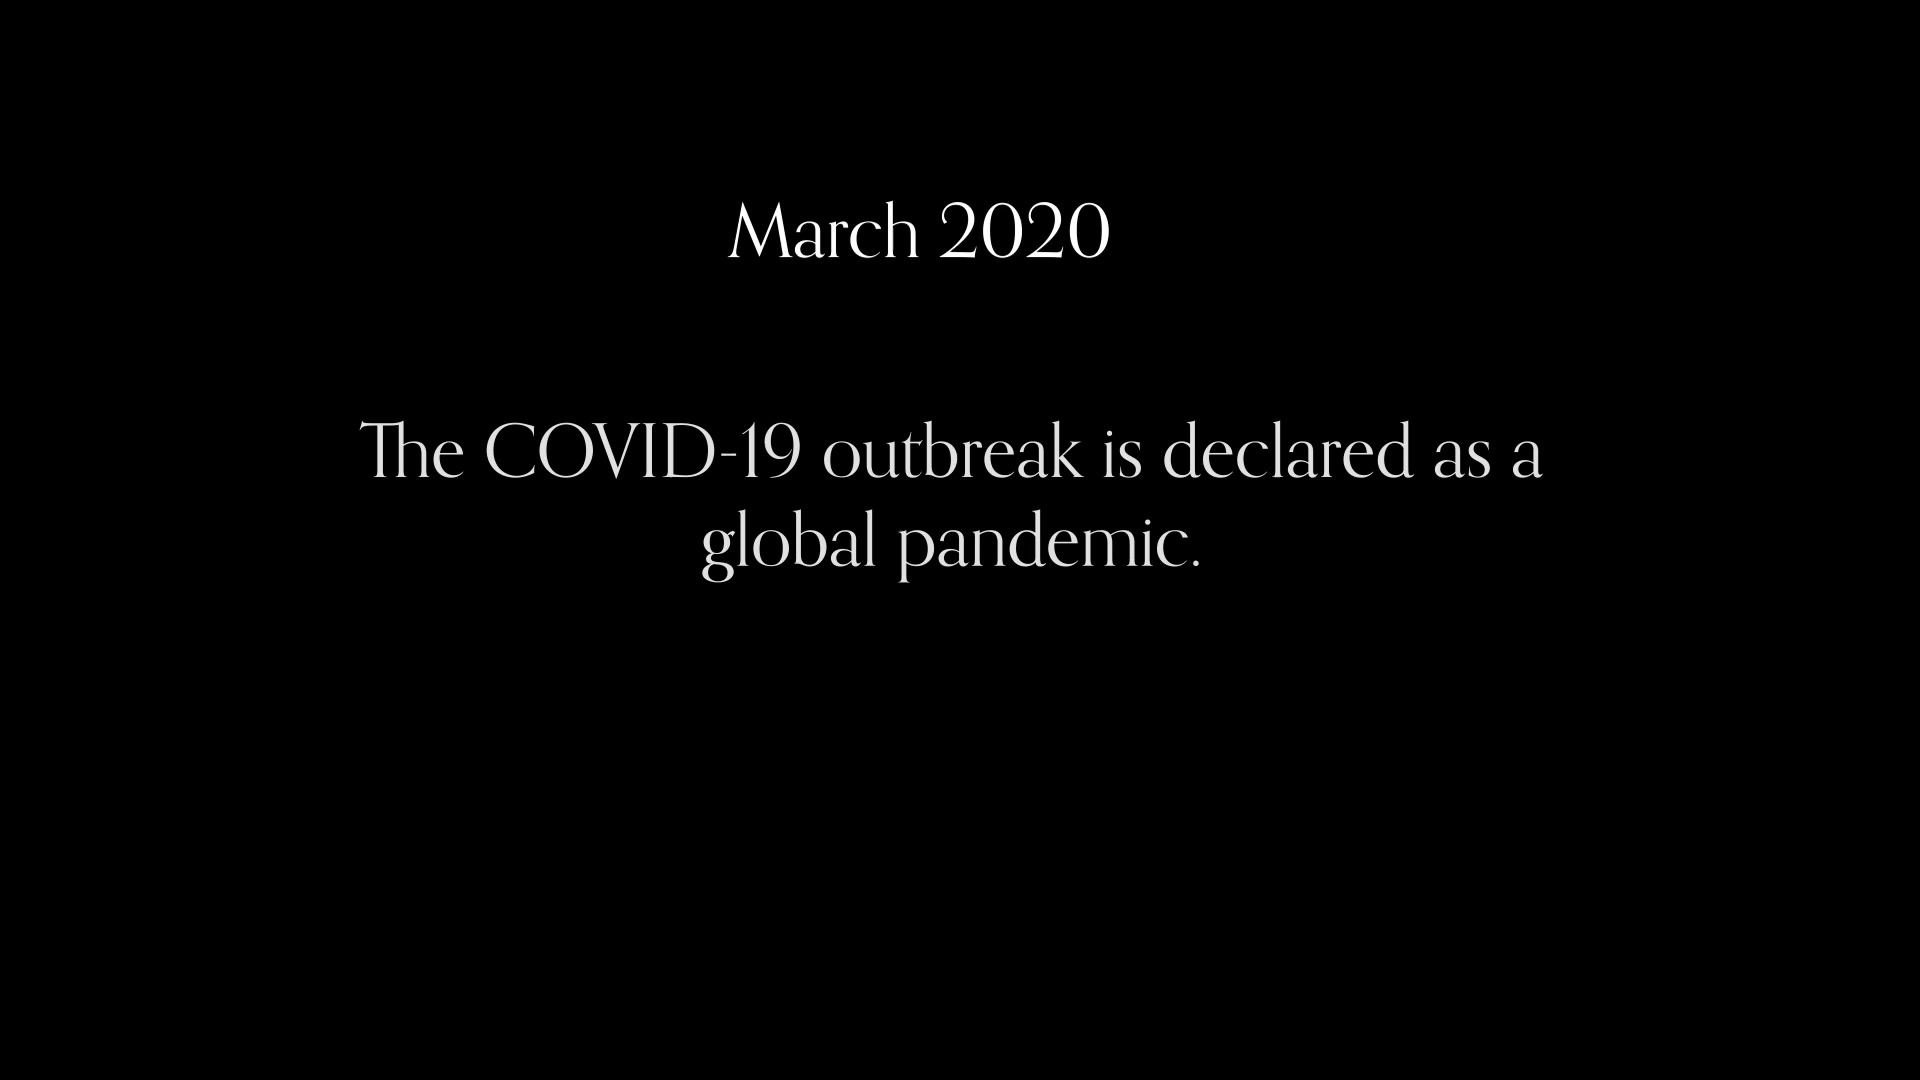 March 2020
The COVID-19 outbreak is declared as a
global pandemic.